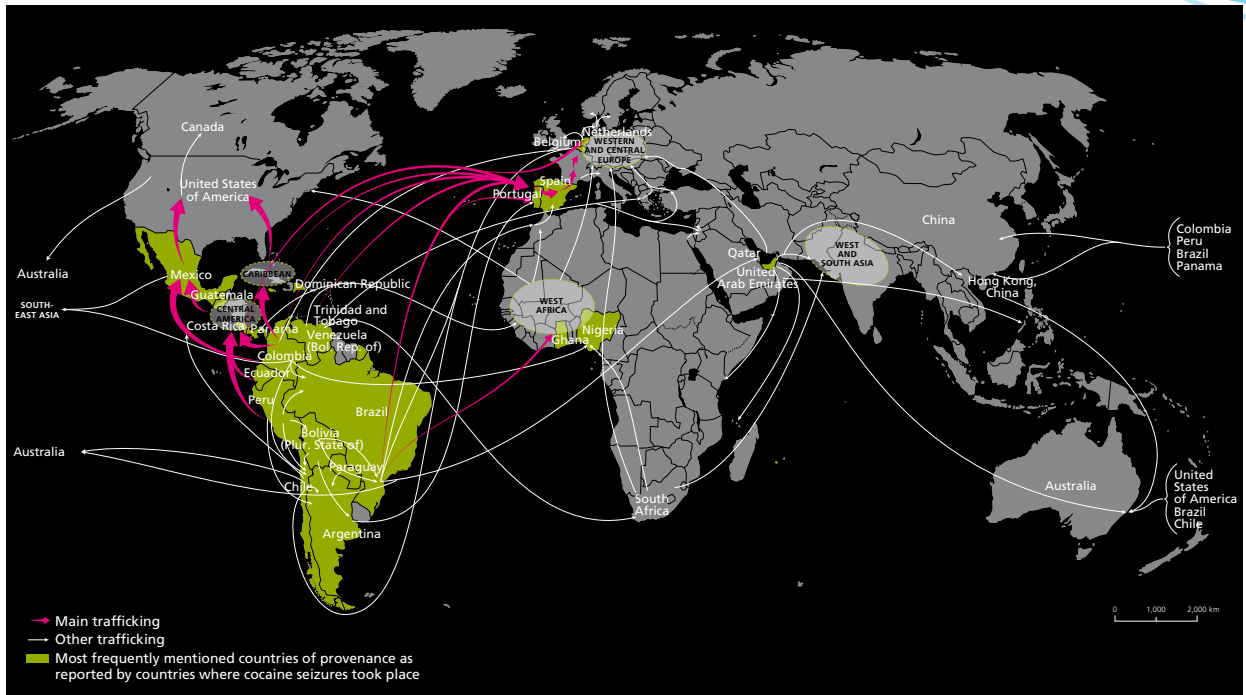 Canada
United States
of America
Australia
SOUTH-
EAST ASIA
Mexico
Guatemala
CENTRAL
AMERICA
Costa Rica
Panama
CARIBBEAN
Dominican Republic
Trinidad and
Tobago
Venezuela
(Bol. Rep. of)
Colombia
Ecuador
Peru
Brazil
Bolivia
(Plur. State of)
Paraguay
Chile
Argentina
Australia
Netherlands
Belgium
WESTERN
AND CENTRAL
EUROPE
Spain
Portugal
WEST
AFRICA
Nigeria
Ghana
South
Africa
Qatar
United
Arab Emirates
WEST
AND
SOUTH ASIA
China
Hong Kong,
China
Colombia
Peru
Brazil
Panama
Australia
United
States
of America
Brazil
Chile
0 1,000 2,000 km
Main trafficking
Other trafficking
Most frequently mentioned countries of provenance as
reported by countries where cocaine seizures took place